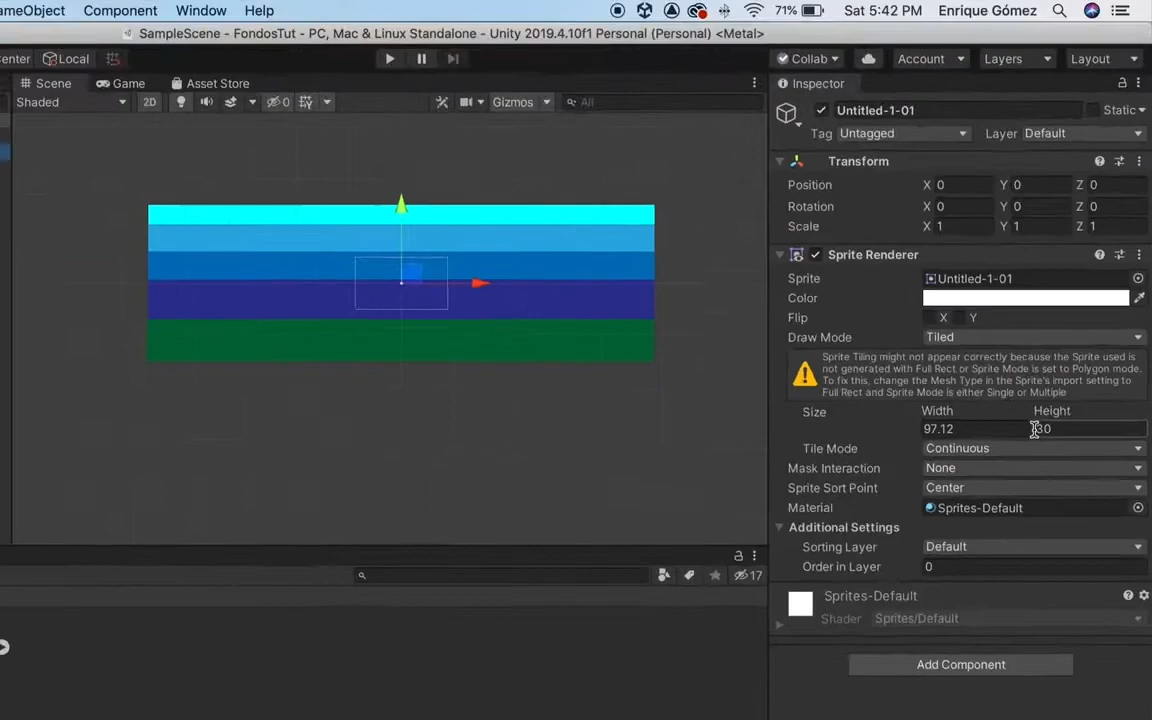 ameObject Component Window Help 71% Sat 5:42 PM Enrique Gómez
SampleScene - FondosTut - PC, Mac & Linux Standalone - Unity 2019.4.10f1 Personal (Personal) <Metal>
Center Local Collab Account Layers Layout
Scene Game Asset Store Inspector
Shaded 2D 0 Gizmos All
Untitled-1-01 Static
Tag Untagged Layer Default
Transform
Position X 0 Y 0 Z 0
Rotation X 0 Y 0 Z 0
Scale X 1 Y 1 Z 1
Sprite Renderer
Sprite Untitled-1-01
Color
Flip X Y
Draw Mode Tiled
Sprite Tiling might not appear correctly because the Sprite used is
not generated with Full Rect or Sprite Mode is set to Polygon mode.
To fix this, change the Mesh Type in the Sprite's import setting to
Full Rect and Sprite Mode is either Single or Multiple
Size Width Height
97.12 30
Tile Mode Continuous
Mask Interaction None
Sprite Sort Point Center
Material Sprites-Default
Additional Settings
Sorting Layer Default
Order in Layer 0
17
Sprites-Default
Shader Sprites/Default
Add Component